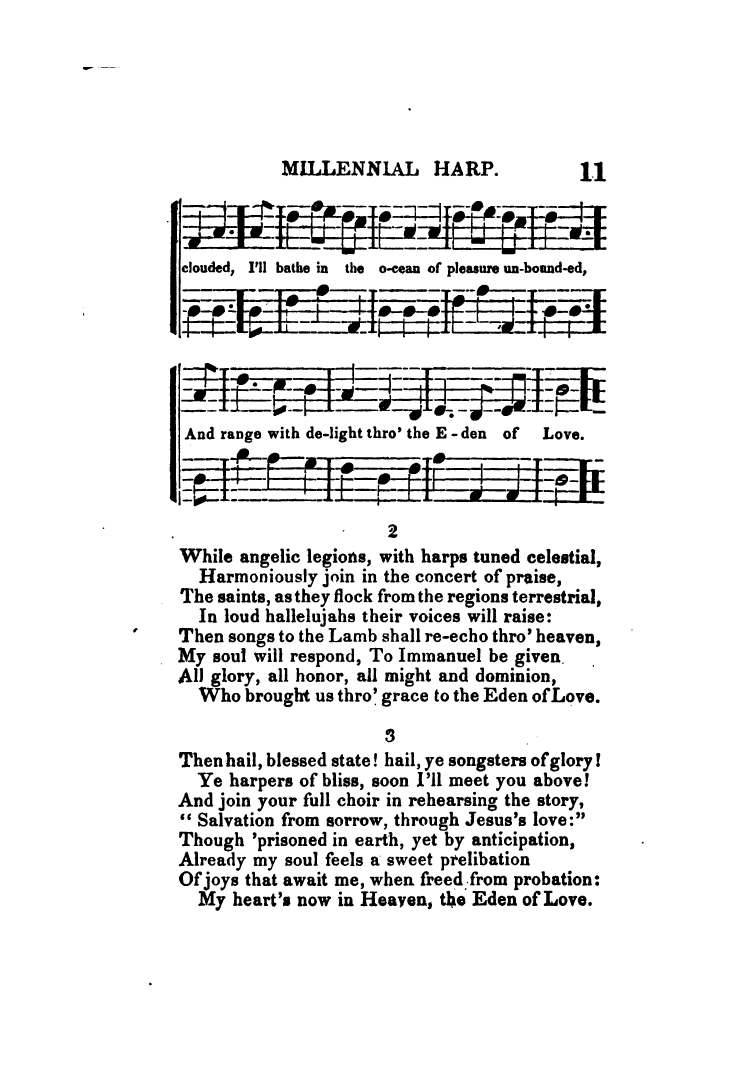 MILLENNIAL HARP. 11
clouded, I'll bathe in the o-cean of pleasure un-bound-ed,
And range with de-light thro' the E - den of Love.
2
While angelic legions, with harps tuned celestial,
Harmoniously join in the concert of praise,
The saints, as they flock from the regions terrestrial,
In loud hallelujahs their voices will raise:
Then songs to the Lamb shall re-echo thro' heaven,
My soul will respond, To Immanuel be given
All glory, all honor, all might and dominion,
Who brought us thro' grace to the Eden of Love.
3
Then hail, blessed state! hail, ye songsters of glory!
Ye harpers of bliss, soon I'll meet you above!
And join your full choir in rehearsing the story,
“ Salvation from sorrow, through Jesus's love:”
Though 'prisoned in earth, yet by anticipation,
Already my soul feels a sweet prelibation
Of joys that await me, when freed from probation:
My heart's now in Heaven, the Eden of Love.